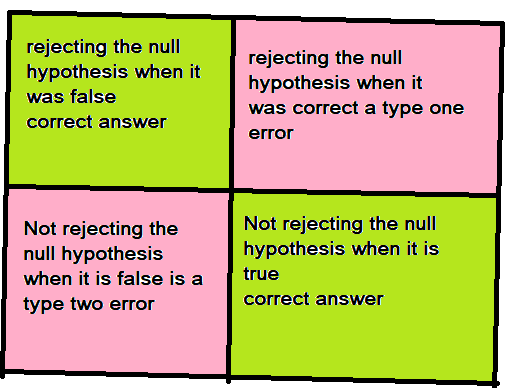 rejecting the null
hypothesis when it
was false
correct answer
rejecting the null
hypothesis when it
was correct a type one
error
Not rejecting the
null hypothesis
when it is false is a
type two error
Not rejecting the null
hypothesis when it is
true
correct answer